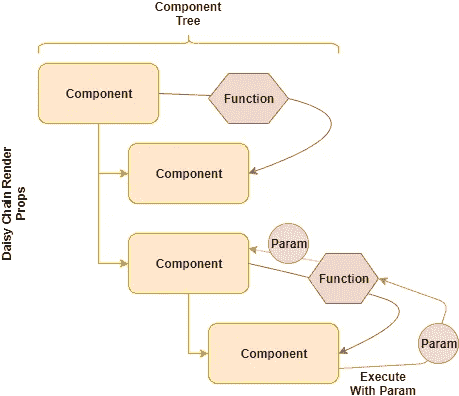 Component
Tree
Daisy Chain Render
Props
Component
Function
Component
Param
Component
Function
Component
Param
Execute
With Param